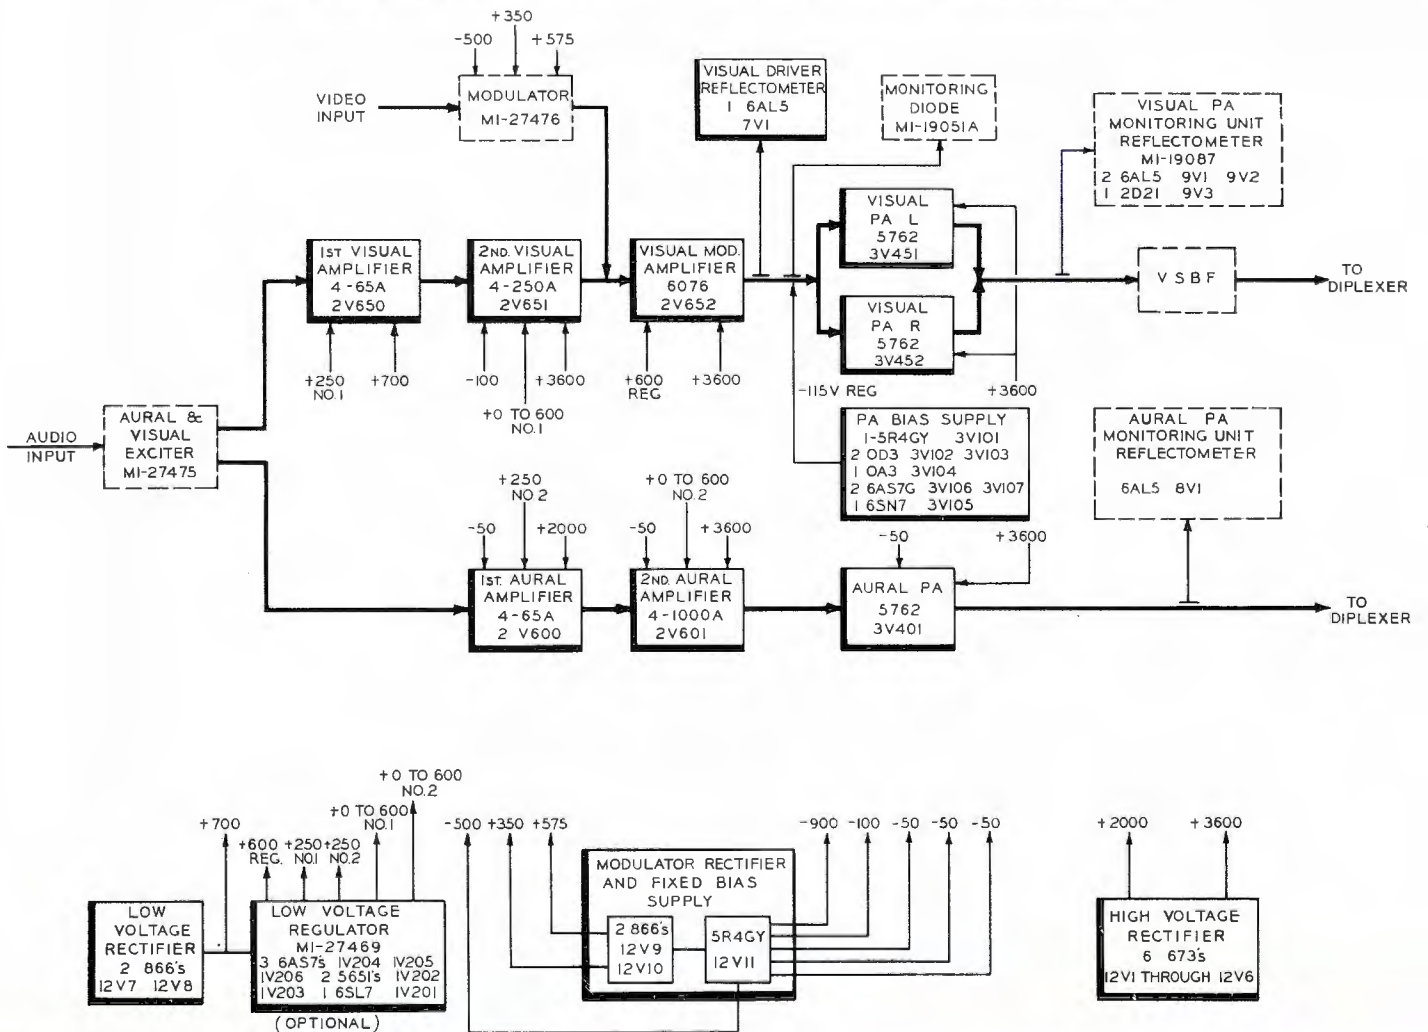 +350
-500
+575
MODULATOR
MI-27476
VIDEO
INPUT
VISUAL DRIVER
REFLECTOMETER
1 6AL5
7V1
MONITORING
DIODE
MI-19051A
VISUAL PA
MONITORING UNIT
REFLECTOMETER
MI-19087
2 6AL5 9V1 9V2
1 2D21 9V3
1ST VISUAL
AMPLIFIER
4-65A
2V650
2ND. VISUAL
AMPLIFIER
4-250A
2V651
VISUAL MOD.
AMPLIFIER
6076
2V652
VISUAL
PA L
5762
3V451
VISUAL
PA R
5762
3V452
VSBF
TO
DIPLEXER
+250
NO.1
+700
-100
+0 TO 600
NO.1
+3600
+600
REG
+3600
-115V REG
+3600
AUDIO
INPUT
AURAL &
VISUAL
EXCITER
MI-27475
PA BIAS SUPPLY
1-5R4GY 3V101
2 OD3 3V102 3V103
1 OA3 3V104
2 6AS7G 3V106 3V107
1 6SN7 3V105
AURAL PA
MONITORING UNIT
REFLECTOMETER
6AL5 8V1
-50
+250
NO.2
+2000
-50
+0 TO 600
NO.2
+3600
-50
+3600
1ST. AURAL
AMPLIFIER
4-65A
2 V600
2ND. AURAL
AMPLIFIER
4-1000A
2V601
AURAL PA
5762
3V401
TO
DIPLEXER
+700
+600
REG.
+250
NO.1
+250
NO.2
+0 TO 600
NO.1
+0 TO 600
NO.2
LOW
VOLTAGE
RECTIFIER
2 866's
12V7 12V8
LOW VOLTAGE
REGULATOR
MI-27469
3 6AS7's 1V204 1V205
1V206 2 5651's 1V202
1V203 1 6SL7 1V201
(OPTIONAL)
-500 +350 +575
-900 -100 -50 -50 -50
MODULATOR RECTIFIER
AND FIXED BIAS
SUPPLY
2 866's
12V9
12V10
5R4GY
12V11
+2000 +3600
HIGH VOLTAGE
RECTIFIER
6 673's
12V1 THROUGH 12V6